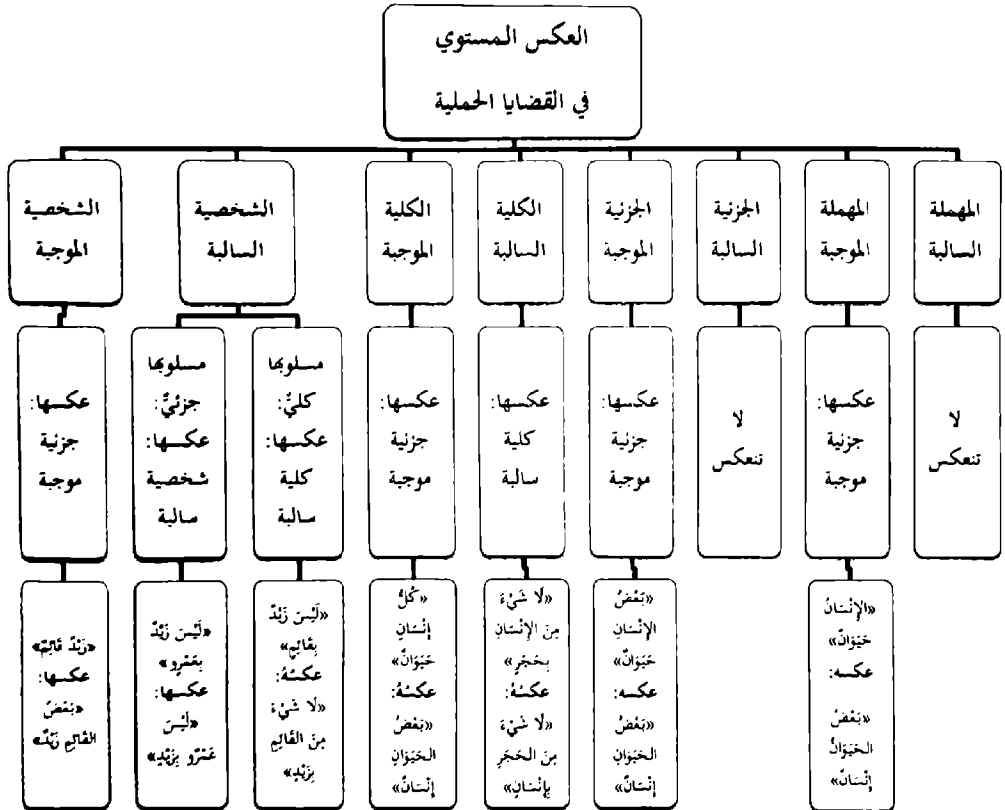 العكس المستوي
في القضايا الحملية
المهملة
السالبة
المهملة
الموجبة
الجزئية
السالبة
الجزئية
الموجبة
الكلية
السالبة
الكلية
الموجبة
الشخصية
السالبة
الشخصية
الموجبة
لا
تنعكس
عكسها:
جزئية
موجبة
لا
تنعكس
عكسها:
جزئية
موجبة
عكسها:
كلية
سالبة
عكسها:
جزئية
موجبة
مسلوبها
كليٌّ:
عكسها:
كلية
سالبة
مسلوبها
جزئيٌّ:
عكسها:
شخصية
سالبة
عكسها:
جزئية
موجبة
«الإِنْسَانُ
حَيَوَانٌ»
عكسه:
«بَعْضُ
الحَيَوَانُ
إِنْسَانٌ»
«بَعْضُ
الإِنْسَانِ
حَيَوَانٌ»
عكسه:
«بَعْضُ
الحَيَوَانِ
إِنْسَانٌ»
«لَا شَيْءَ
مِنَ الإِنْسَانِ
بِحَجَرٍ»
عكسُهُ:
«لَا شَيْءَ
مِنَ الحَجَرِ
بِإِنْسَانٍ»
«كُلُّ
إِنْسَانٍ
حَيَوَانٌ»
عكسُهُ:
«بَعْضُ
الحَيَوَانِ
إِنْسَانٌ»
«لَيْسَ زَيْدٌ
بِقَائِمٍ»
عكسُهُ:
«لَا شَيْءَ
مِنَ القَائِمِ
بِزَيْدٍ»
«لَيْسَ زَيْدٌ
بِعَمْرٍو»
عكسها:
«لَيْسَ
عَمْرٌو بِزَيْدٍ»
«زَيْدٌ قَائِمٌ»
عكسها:
«بَعْضُ
القَائِمِ زَيْدٌ»